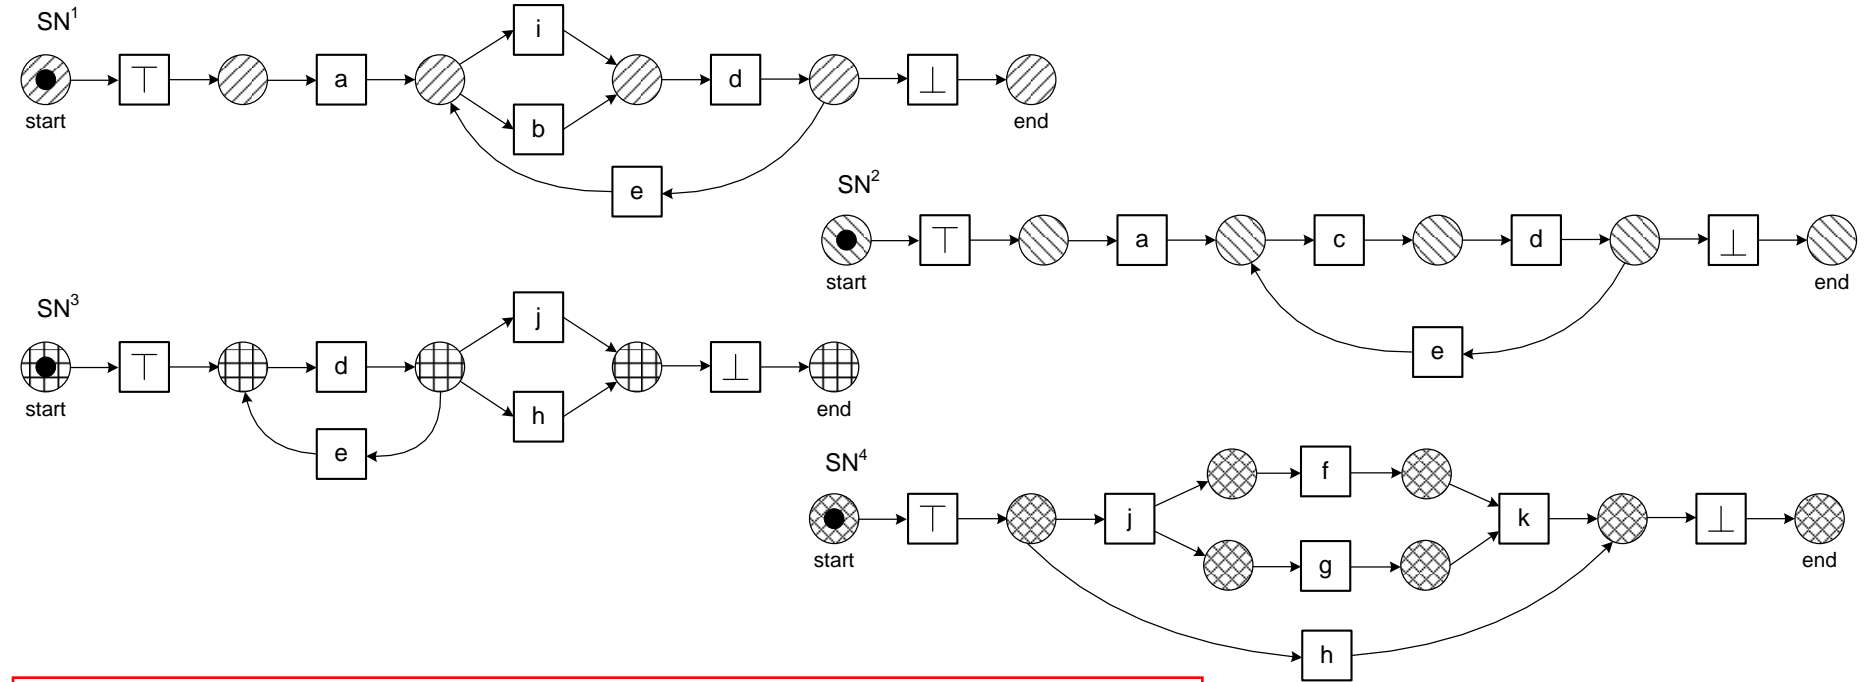 SN¹
i
⊤
a
d
⊥
start
b
end
e
SN²
⊤
a
c
d
⊥
start
end
e
SN³
j
⊤
d
⊥
start
h
end
e
SN⁴
f
⊤
j
k
⊥
start
g
end
h